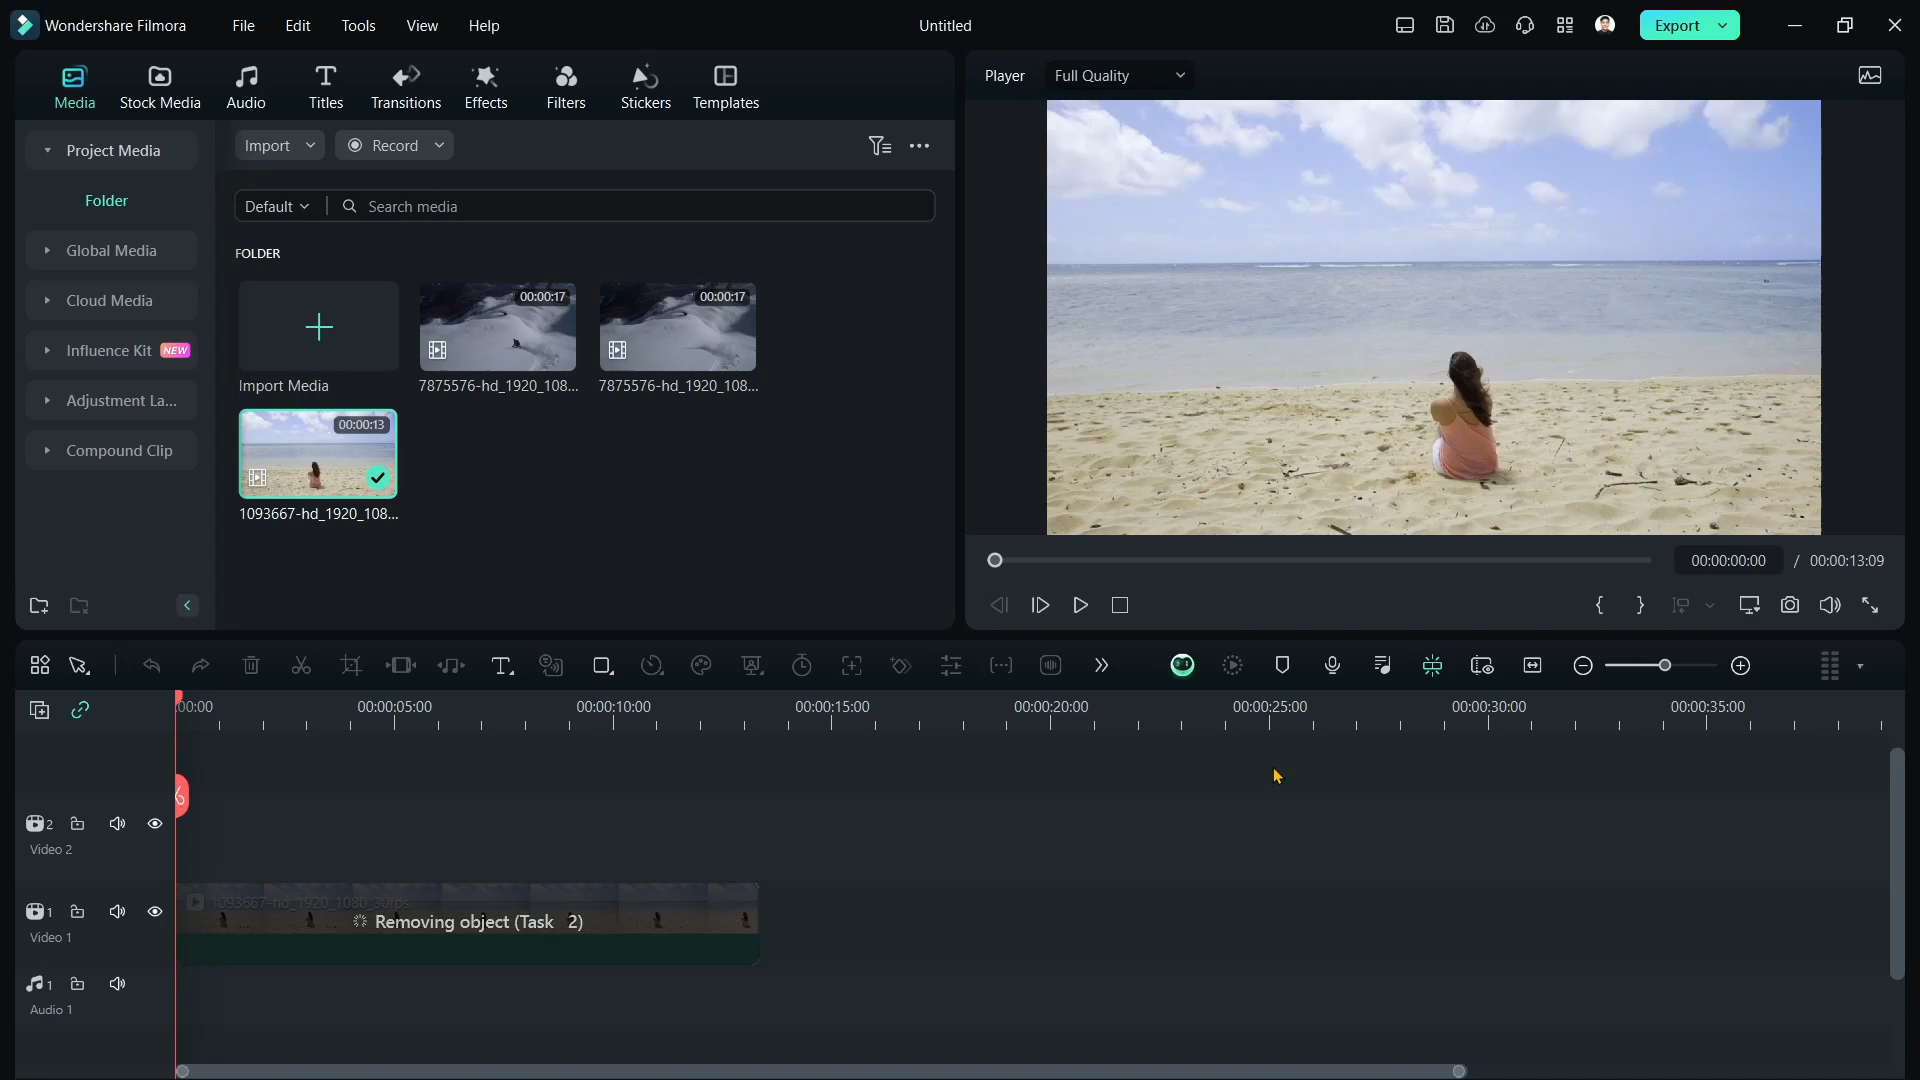 Wondershare Filmora
File
Edit
Tools
View
Help
Untitled
Export
Media
Stock Media
Audio
Titles
Transitions
Effects
Filters
Stickers
Templates
Player
Full Quality
Project Media
Import
Record
Folder
Default
Search media
Global Media
FOLDER
Cloud Media
00:00:17
00:00:17
Influence Kit NEW
Import Media
7875576-hd_1920_108...
7875576-hd_1920_108...
Adjustment La...
00:00:13
Compound Clip
1093667-hd_1920_108...
00:00:00:00 / 00:00:13:09
:00:00
00:00:05:00
00:00:10:00
00:00:15:00
00:00:20:00
00:00:25:00
00:00:30:00
00:00:35:00
2
Video 2
1093667-hd_1920_1080_30fps
1
Removing object (Task 2)
Video 1
1
Audio 1